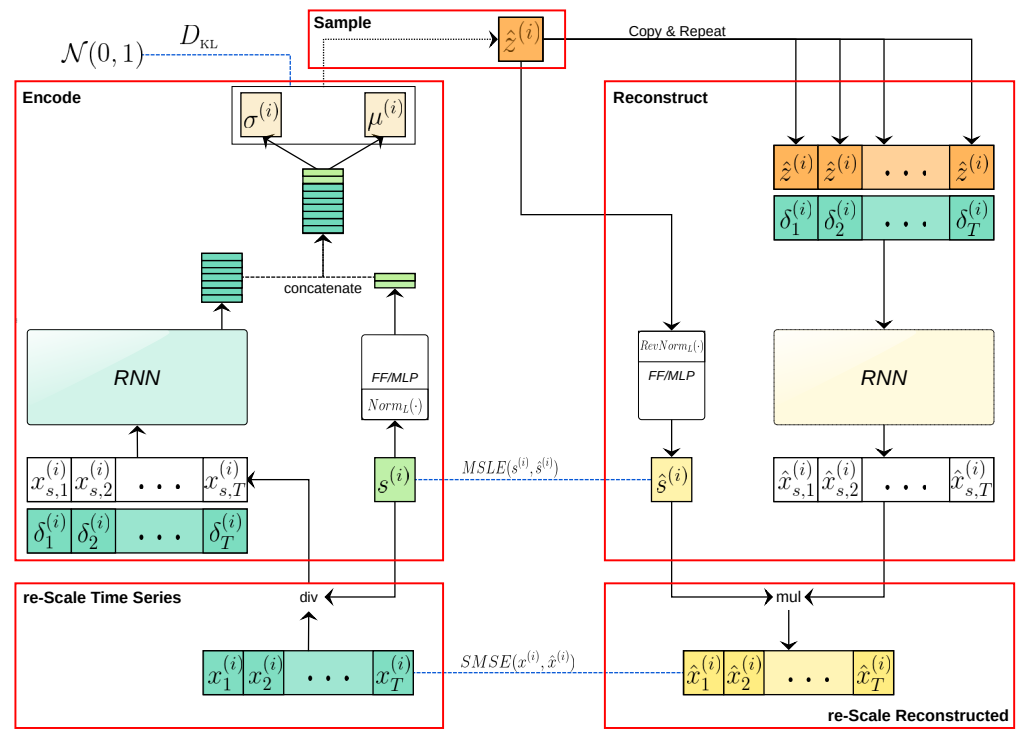 Sample
ẑ^{(i)}
Copy & Repeat
𝒩(0, 1)
D_{KL}
Encode
σ^{(i)}
μ^{(i)}
concatenate
RNN
FF/MLP
Norm_L(·)
x_{s,1}^{(i)} x_{s,2}^{(i)} . . . x_{s,T}^{(i)}
s^{(i)}
δ_1^{(i)} δ_2^{(i)} . . . δ_T^{(i)}
MSLE(s^{(i)}, ŝ^{(i)})
Reconstruct
ẑ^{(i)} ẑ^{(i)} . . . ẑ^{(i)}
δ_1^{(i)} δ_2^{(i)} . . . δ_T^{(i)}
RevNorm_L(·)
FF/MLP
RNN
ŝ^{(i)}
x̂_{s,1}^{(i)} x̂_{s,2}^{(i)} . . . x̂_{s,T}^{(i)}
re-Scale Time Series
div
x_1^{(i)} x_2^{(i)} . . . x_T^{(i)}
SMSE(x^{(i)}, x̂^{(i)})
mul
x̂_1^{(i)} x̂_2^{(i)} . . . x̂_T^{(i)}
re-Scale Reconstructed